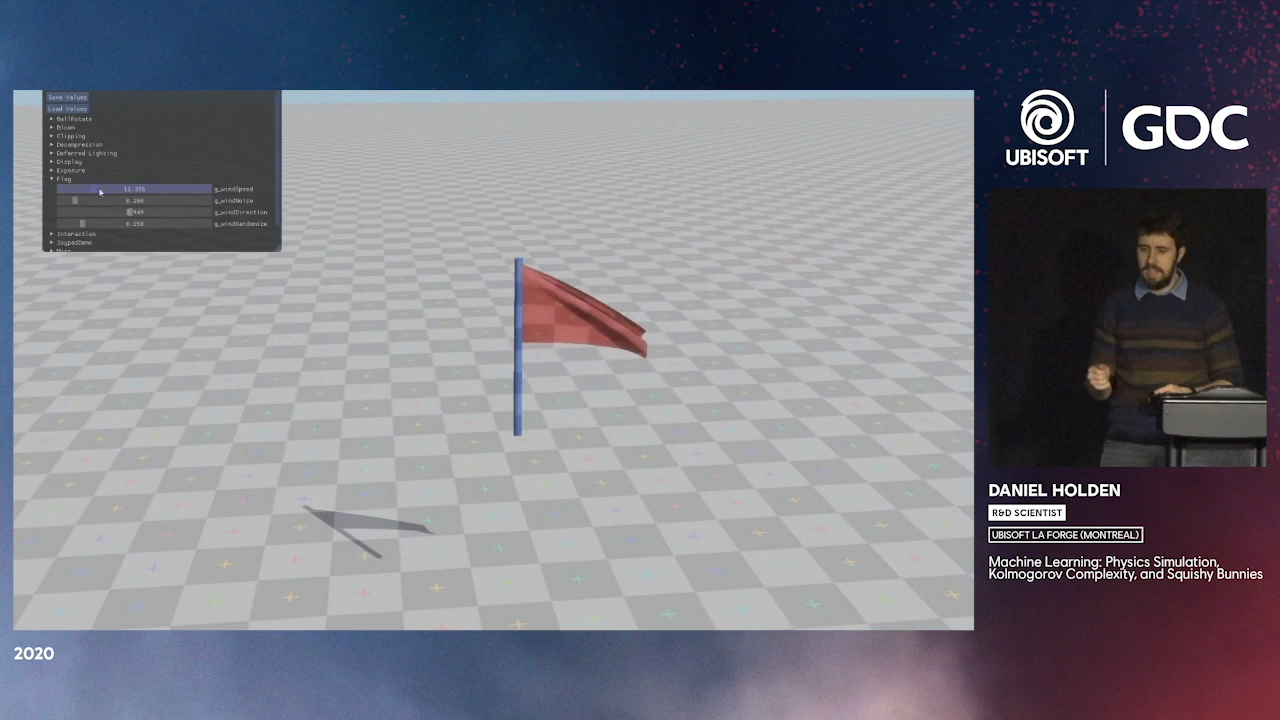 Save Values
Load Values
BallRotate
Bloom
Clipping
Decompression
Deferred Lighting
Display
Exposure
Flag
g_windSpeed
g_windNoise
g_windDirection
g_windRandomize
Interaction
JoypadDemo
UBISOFT
GDC
DANIEL HOLDEN
R&D SCIENTIST
UBISOFT LA FORGE (MONTREAL)
Machine Learning: Physics Simulation,
Kolmogorov Complexity, and Squishy Bunnies
2020